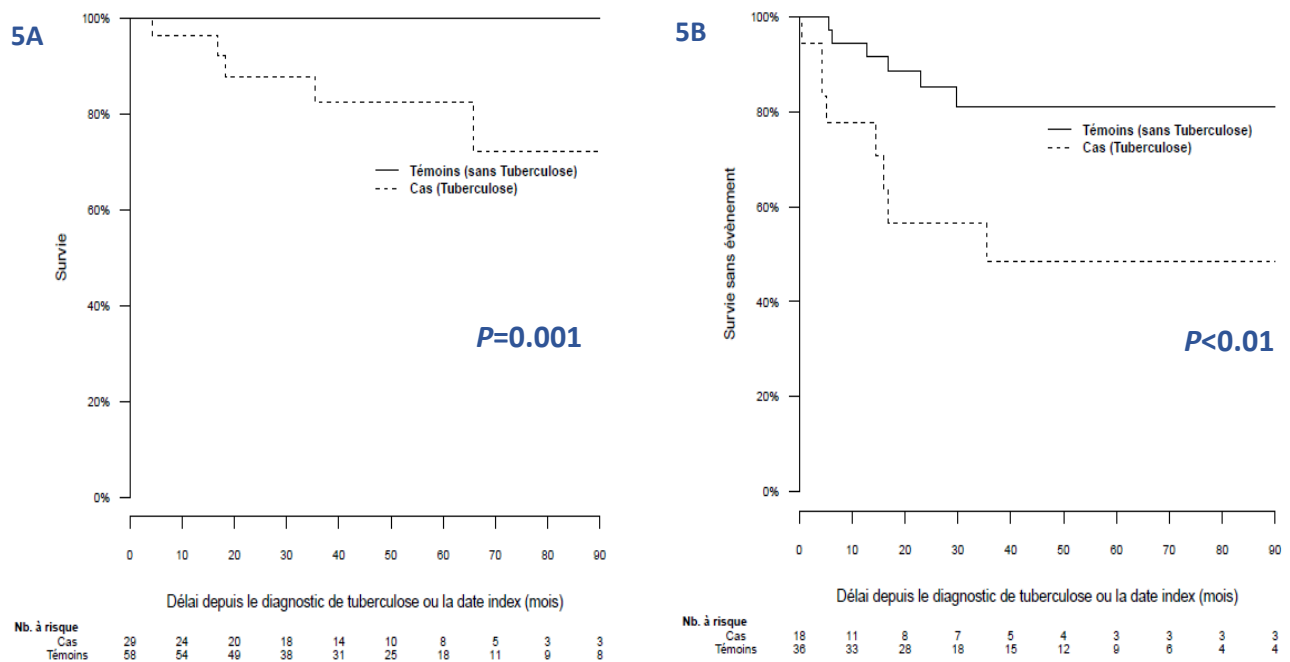 5A
100%
80%
60%
40%
20%
0%
Survie
Témoins (sans Tuberculose)
Cas (Tuberculose)
P=0.001
0 10 20 30 40 50 60 70 80 90
Délai depuis le diagnostic de tuberculose ou la date index (mois)
Nb. à risque
Cas 29 24 20 18 14 10 8 5 3 3
Témoins 58 54 49 38 31 25 18 11 9 8
5B
100%
80%
60%
40%
20%
0%
Survie sans évènement
Témoins (sans Tuberculose)
Cas (Tuberculose)
P<0.01
0 10 20 30 40 50 60 70 80 90
Délai depuis le diagnostic de tuberculose ou la date index (mois)
Nb. à risque
Cas 18 11 8 7 5 4 3 3 3 3
Témoins 36 33 28 18 15 12 9 6 4 4